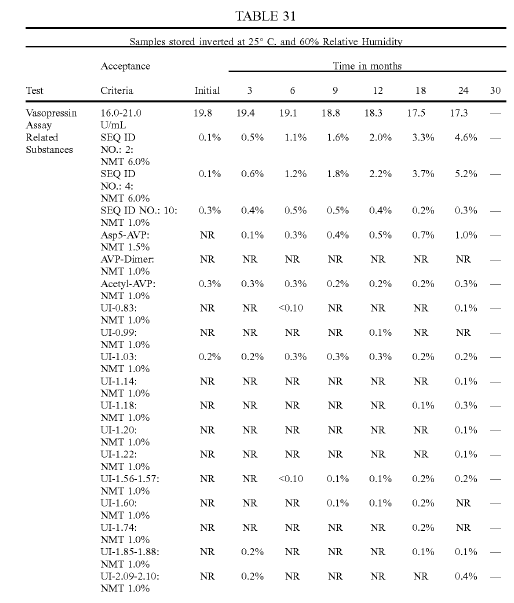 TABLE 31
Samples stored inverted at 25° C. and 60% Relative Humidity
Acceptance Time in months
Test Criteria Initial 3 6 9 12 18 24 30
Vasopressin 16.0-21.0 19.8 19.4 19.1 18.8 18.3 17.5 17.3 —
Assay U/mL
Related SEQ ID 0.1% 0.5% 1.1% 1.6% 2.0% 3.3% 4.6% —
Substances NO.: 2:
NMT 6.0%
SEQ ID 0.1% 0.6% 1.2% 1.8% 2.2% 3.7% 5.2% —
NO.: 4:
NMT 6.0%
SEQ ID NO.: 10: 0.3% 0.4% 0.5% 0.5% 0.4% 0.2% 0.3% —
NMT 1.0%
Asp5-AVP: NR 0.1% 0.3% 0.4% 0.5% 0.7% 1.0% —
NMT 1.5%
AVP-Dimer: NR NR NR NR NR NR NR —
NMT 1.0%
Acetyl-AVP: 0.3% 0.3% 0.3% 0.2% 0.2% 0.2% 0.3% —
NMT 1.0%
UI-0.83: NR NR <0.10 NR NR NR 0.1% —
NMT 1.0%
UI-0.99: NR NR NR NR 0.1% NR NR —
NMT 1.0%
UI-1.03: 0.2% 0.2% 0.3% 0.3% 0.3% 0.2% 0.2% —
NMT 1.0%
UI-1.14: NR NR NR NR NR NR 0.1% —
NMT 1.0%
UI-1.18: NR NR NR NR NR 0.1% 0.3% —
NMT 1.0%
UI-1.20: NR NR NR NR NR NR 0.1% —
NMT 1.0%
UI-1.22: NR NR NR NR NR NR 0.1% —
NMT 1.0%
UI-1.56-1.57: NR NR <0.10 0.1% 0.1% 0.2% 0.2% —
NMT 1.0%
UI-1.60: NR NR NR 0.1% 0.1% 0.2% NR —
NMT 1.0%
UI-1.74: NR NR NR NR NR 0.2% NR —
NMT 1.0%
UI-1.85-1.88: NR 0.2% NR NR NR 0.1% 0.1% —
NMT 1.0%
UI-2.09-2.10: NR 0.2% NR NR NR NR 0.4% —
NMT 1.0%